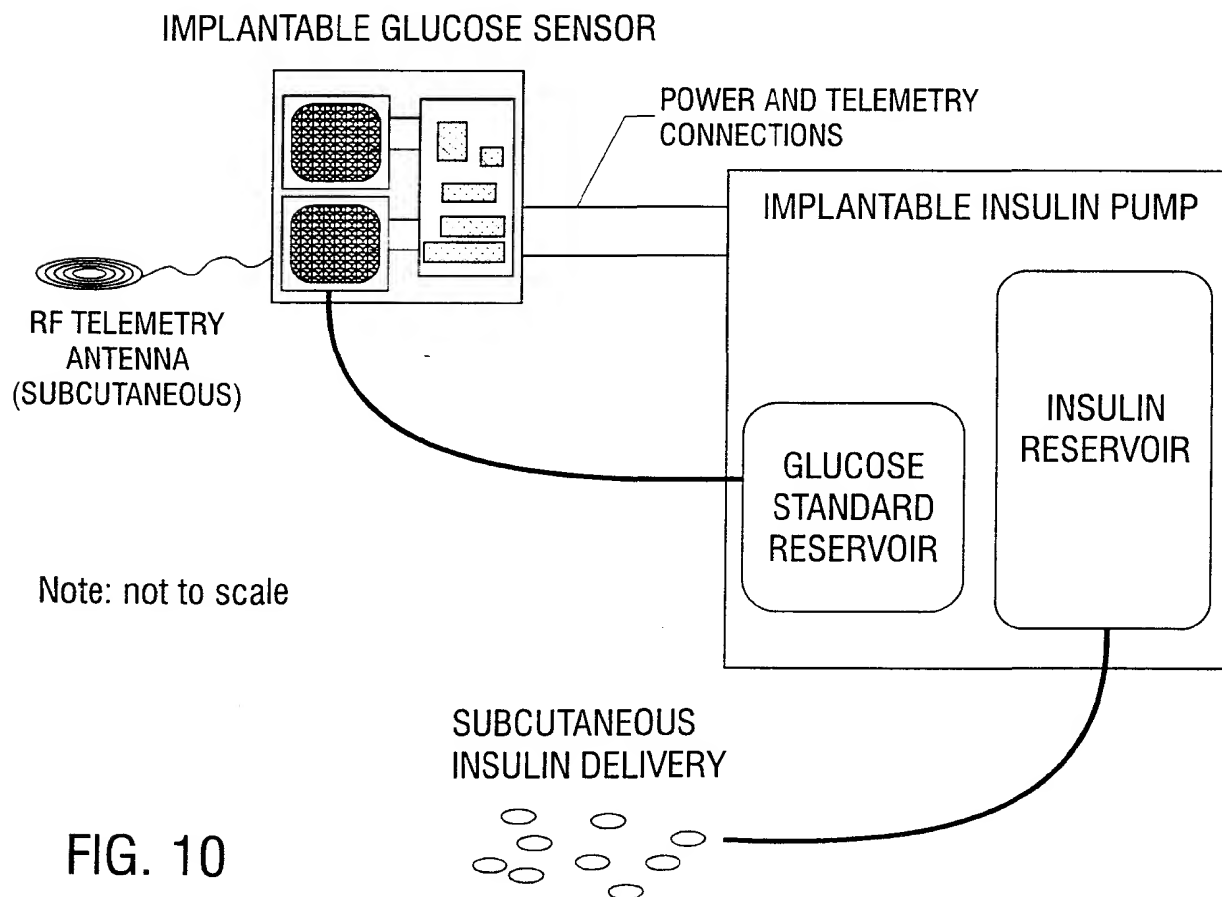 IMPLANTABLE GLUCOSE SENSOR
POWER AND TELEMETRY
CONNECTIONS
IMPLANTABLE INSULIN PUMP
RF TELEMETRY
ANTENNA
(SUBCUTANEOUS)
INSULIN
RESERVOIR
GLUCOSE
STANDARD
RESERVOIR
Note: not to scale
SUBCUTANEOUS
INSULIN DELIVERY
FIG. 10